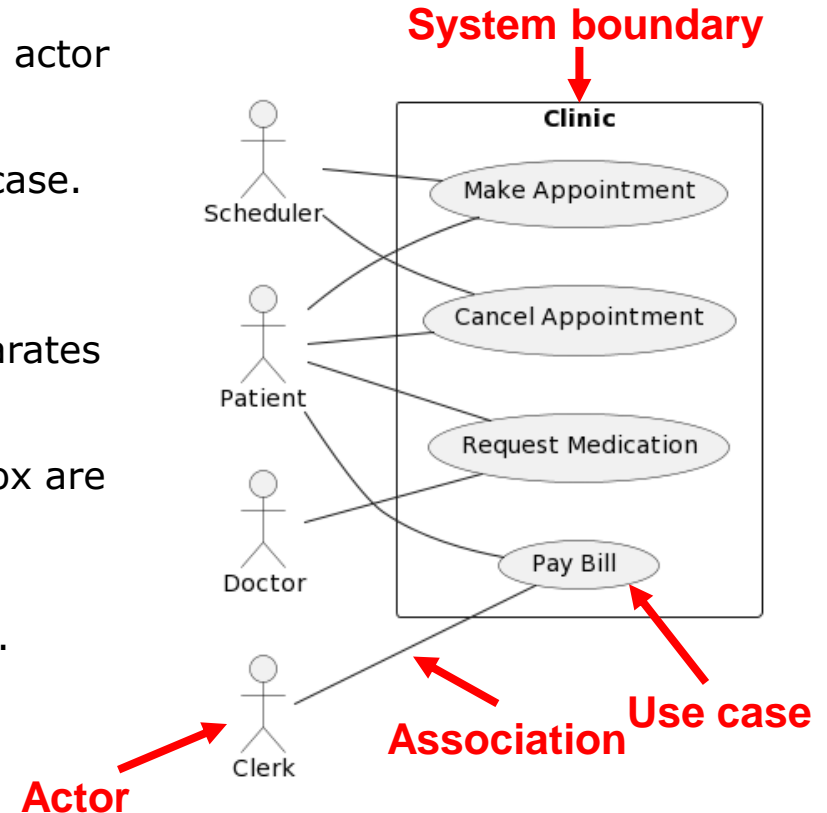 System boundary
actor
Clinic
Make Appointment
case.
Scheduler
Cancel Appointment
Patient
Request Medication
ox are
Pay Bill
Doctor
.
Use case
Association
Clerk
Actor